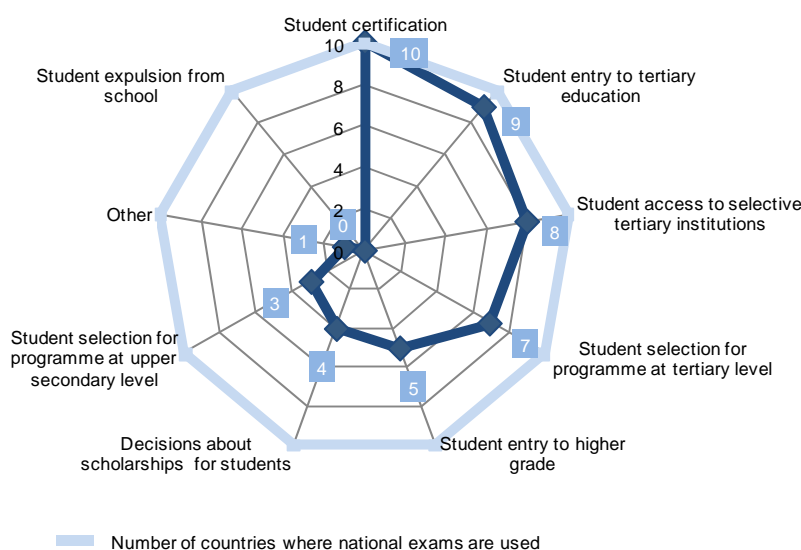 Student certification
10
10
Student expulsion from
school
Student entry to tertiary
education
8
9
6
4
Student access to selective
tertiary institutions
Other
2
0
8
1
0
3
Student selection for
programme at upper
secondary level
7
Student selection for
programme at tertiary level
4
5
Decisions about
scholarships for students
Student entry to higher
grade
Number of countries where national exams are used